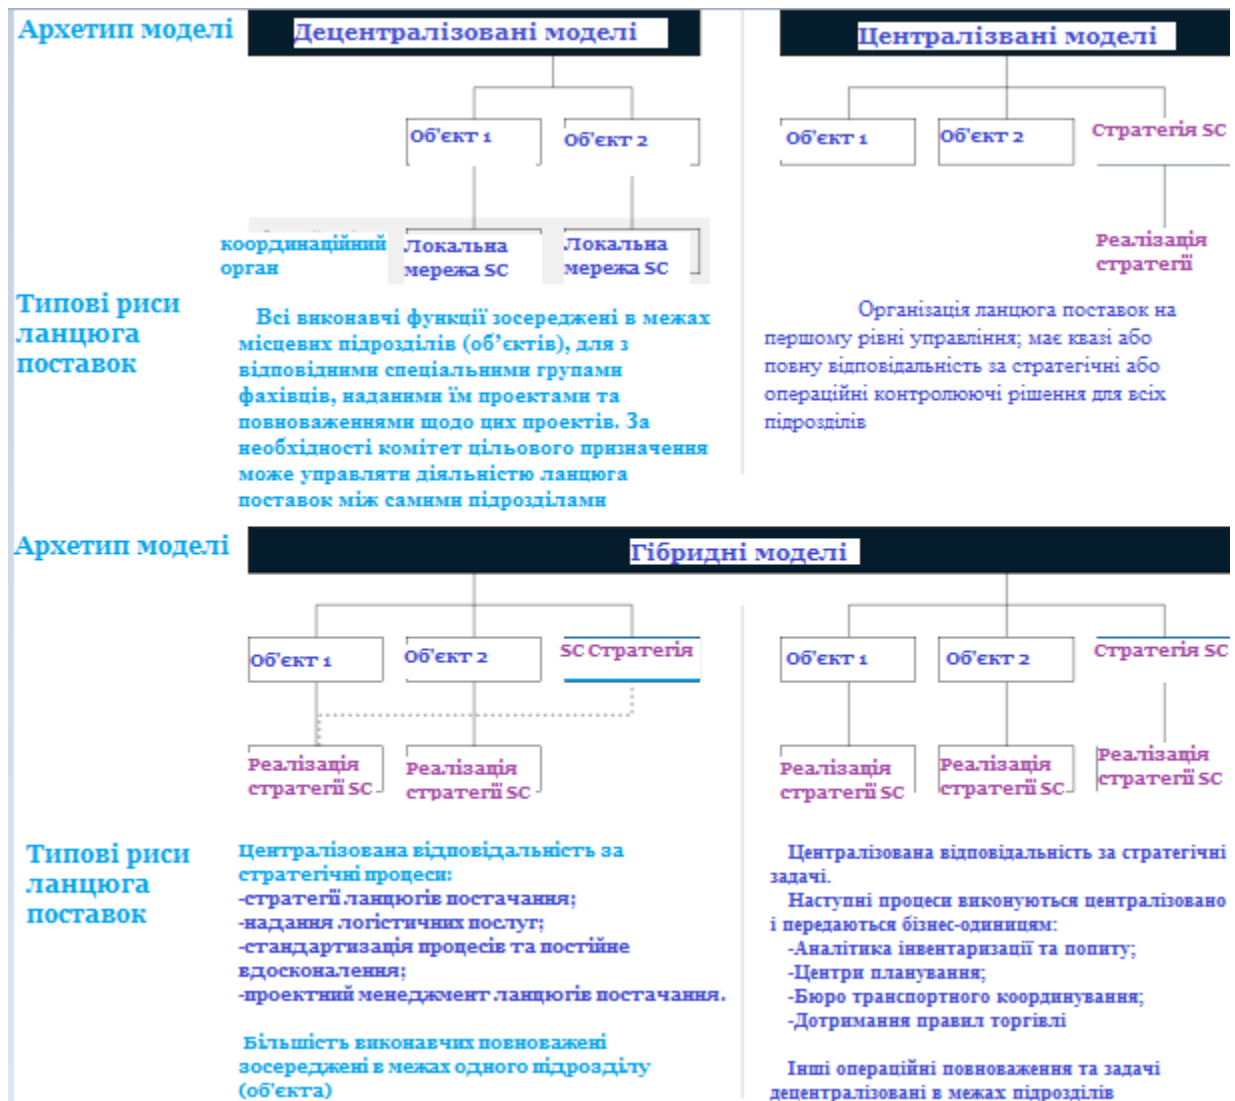 Архетип моделі
Децентралізовані моделі
Централізвані моделі
Об'єкт 1
Об'єкт 2
Об'єкт 1
Об'єкт 2
Стратегія SC
координаційний
орган
Локальна
мережа SC
Локальна
мережа SC
Реалізація
стратегії
Типові риси
ланцюга
поставок
Всі виконавчі функції зосереджені в межах
місцевих підрозділів (об’єктів), для з
відповідними спеціальними групами
фахівців, наданими їм проектами та
повноваженнями щодо цих проектів. За
необхідності комітет цільового призначення
може управляти діяльністю ланцюга
поставок між самими підрозділами
Організація ланцюга поставок на
першому рівні управління; має квазі або
повну відповідальність за стратегічні або
операційні контролюючі рішення для всіх
підрозділів
Архетип моделі
Гібридні моделі
Об'єкт 1
Об'єкт 2
SC Стратегія
Об'єкт 1
Об'єкт 2
Стратегія SC
Реалізація
стратегії SC
Реалізація
стратегії SC
Реалізація
стратегії SC
Реалізація
стратегії SC
Реалізація
стратегії SC
Типові риси
ланцюга
поставок
Централізована відповідальність за
стратегічні процеси:
-стратегії ланцюгів постачання;
-надання логістичних послуг;
-стандартизація процесів та постійне
вдосконалення;
-проектний менеджмент ланцюгів постачання.
Більшість виконавчих повноважені
зосереджені в межах одного підрозділу
(об'єкта)
Централізована відповідальність за стратегічні
задачі.
Наступні процеси виконуються централізовано
і передаються бізнес-одиницям:
-Аналітика інвентаризації та попиту;
-Центри планування;
-Бюро транспортного координування;
-Дотримання правил торгівлі
Інші операційні повноваження та задачі
децентралізовані в межах підрозділів